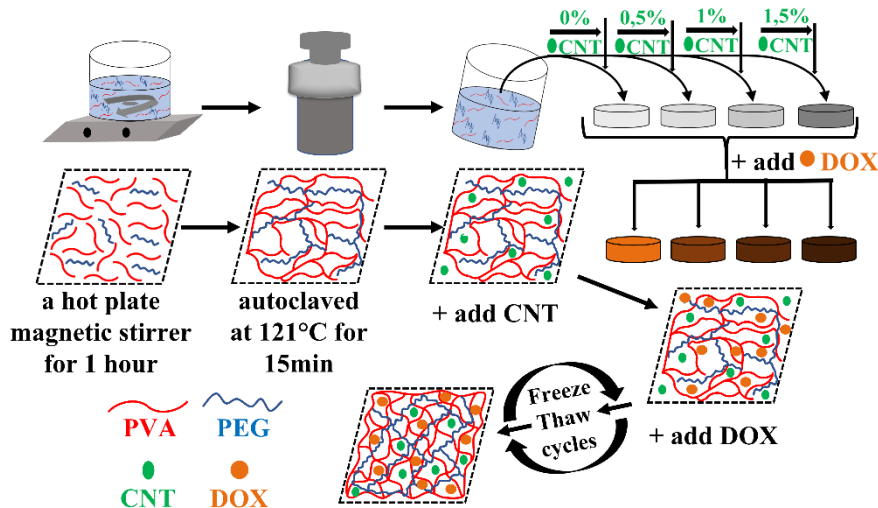 0% 0,5% 1% 1,5%
CNT CNT CNT CNT
+ add DOX
a hot plate
magnetic stirrer
for 1 hour
autoclaved
at 121°C for
15min
+ add CNT
Freeze
Thaw
cycles
+ add DOX
PVA PEG
CNT DOX